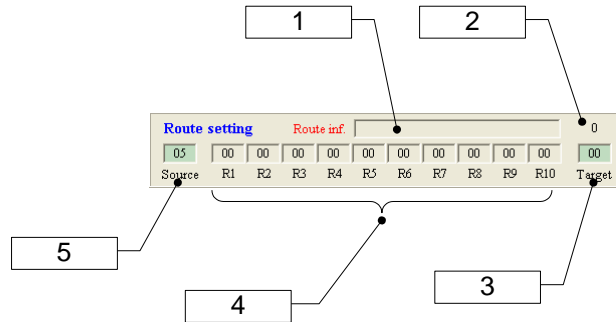 1 2
Route setting Route inf. 0
05 00 00 00 00 00 00 00 00 00 00 00
Source R1 R2 R3 R4 R5 R6 R7 R8 R9 R10 Target
5 3
4